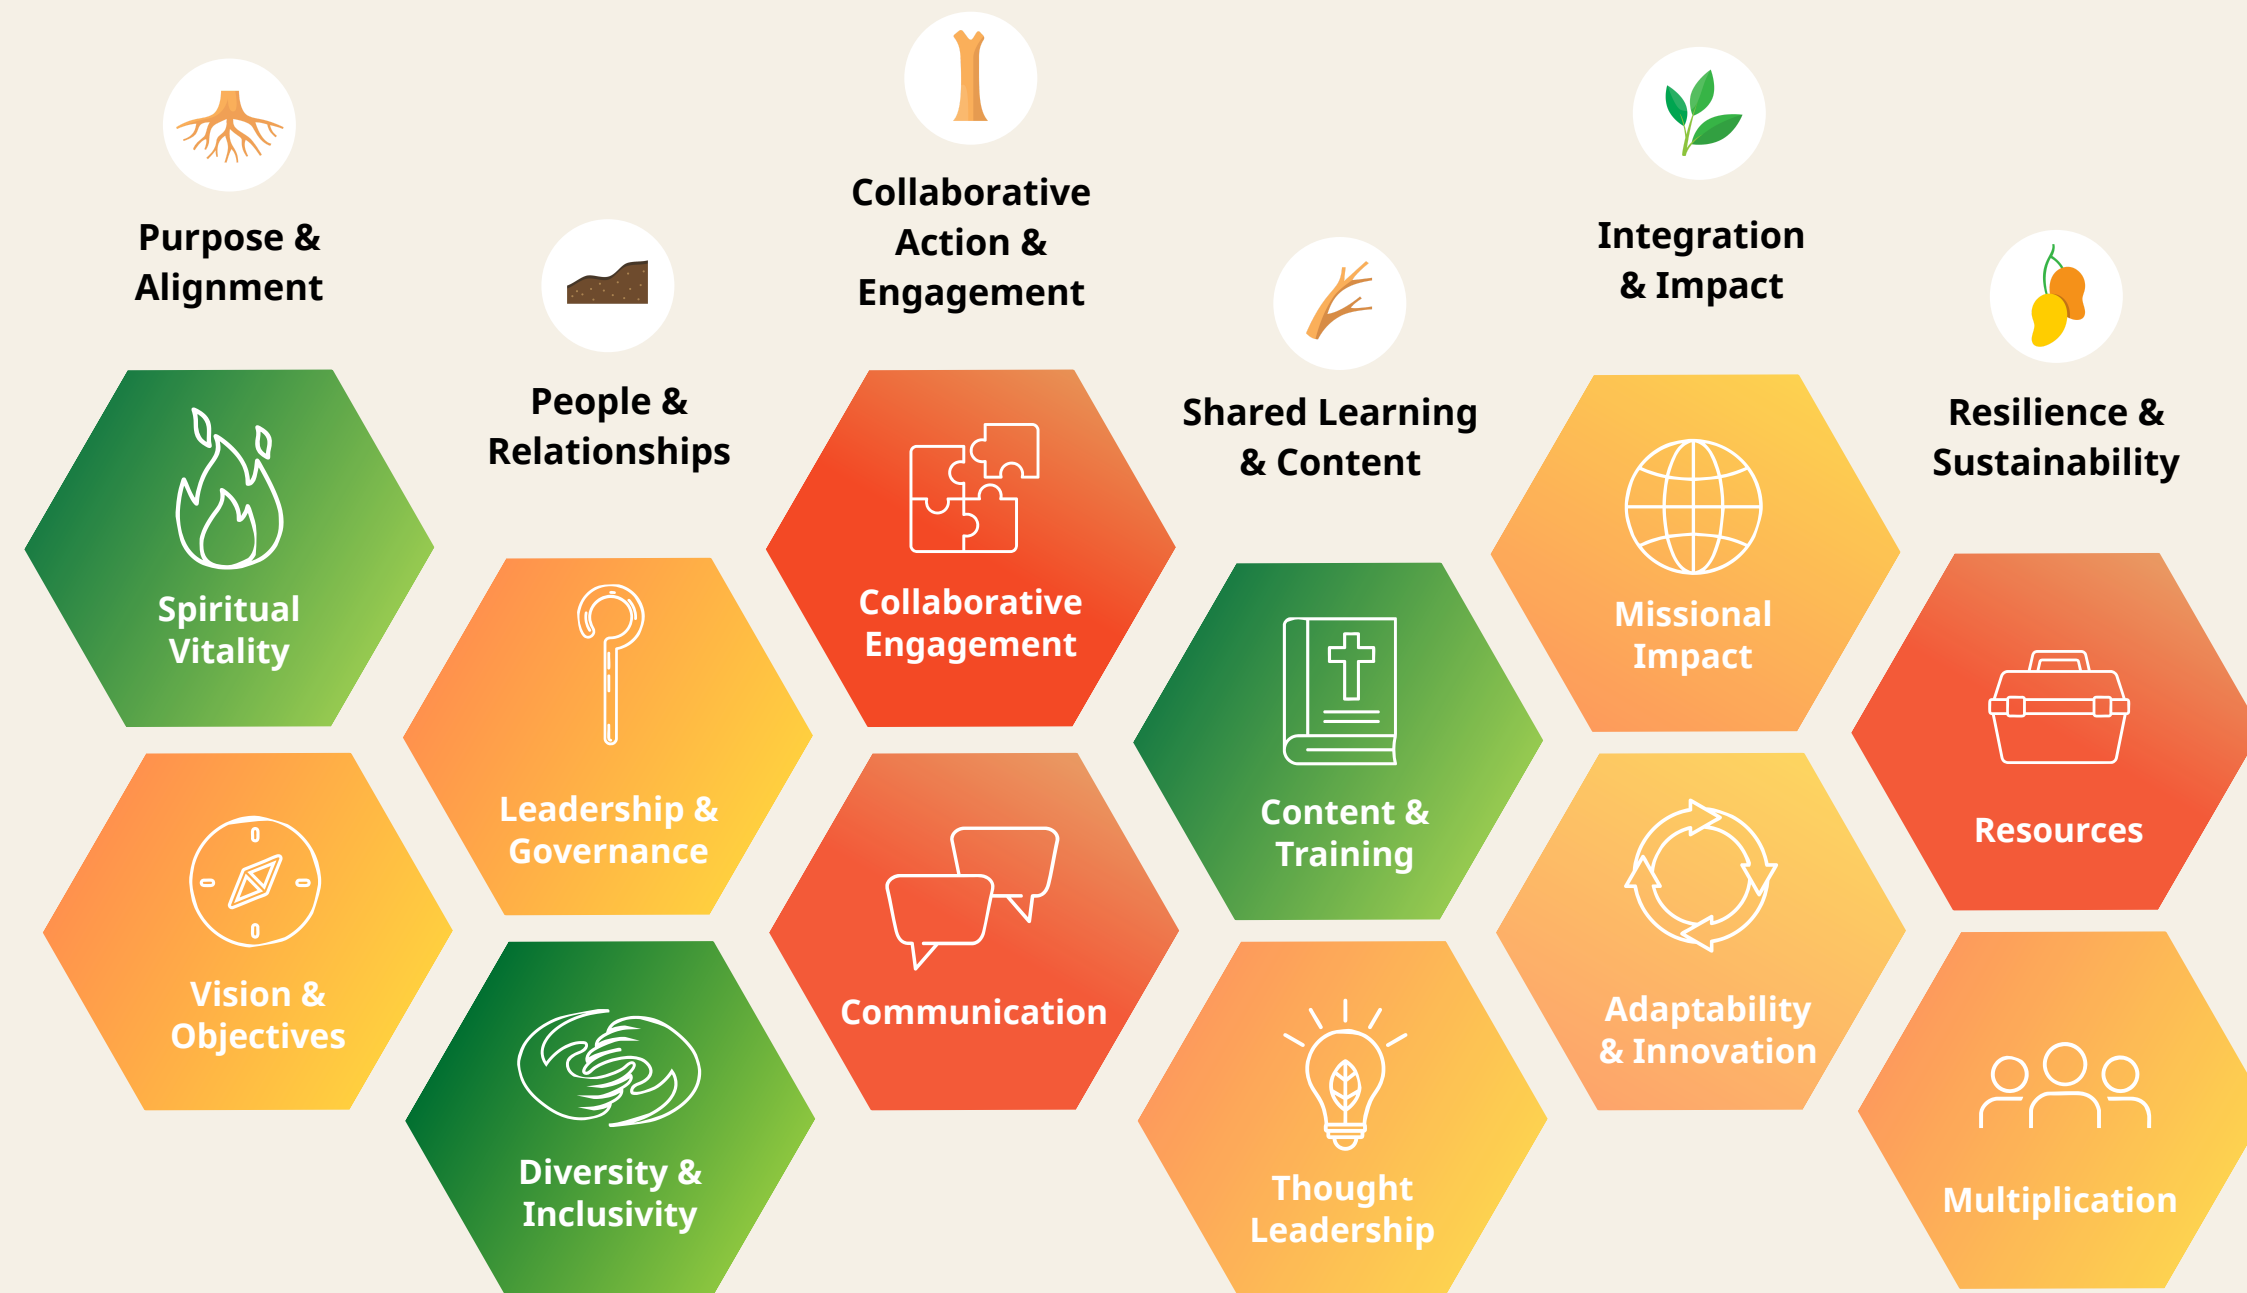 Purpose &
Alignment
Spiritual
Vitality
Vision &
Objectives
People &
Relationships
Leadership &
Governance
Diversity &
Inclusivity
Collaborative
Action &
Engagement
Collaborative
Engagement
Communication
Shared Learning
& Content
Content &
Training
Thought
Leadership
Integration
& Impact
Missional
Impact
Adaptability
& Innovation
Resilience &
Sustainability
Resources
Multiplication